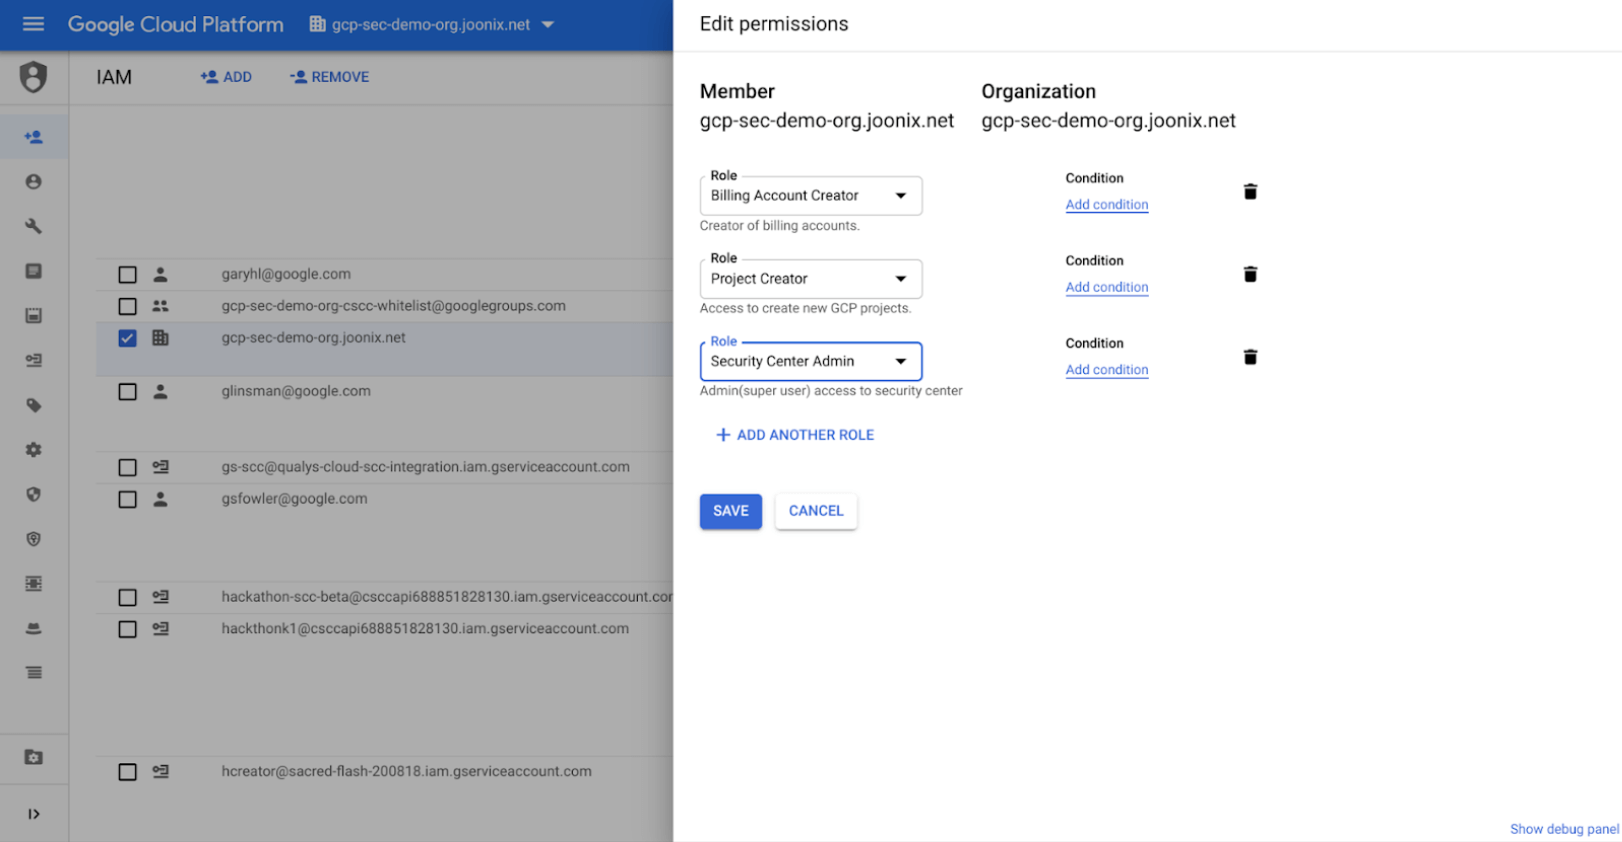 Google Cloud Platform
gcp-sec-demo-org.joonix.net
IAM
ADD
REMOVE
garyhl@google.com
gcp-sec-demo-org-cscc-whitelist@googlegroups.com
gcp-sec-demo-org.joonix.net
glinsman@google.com
gs-scc@qualys-cloud-scc-integration.iam.gserviceaccount.com
gsfowler@google.com
hackathon-scc-beta@csccapi688851828130.iam.gserviceaccount.cor
hackthonk1@csccapi688851828130.iam.gserviceaccount.com
hcreator@sacred-flash-200818.iam.gserviceaccount.com
Edit permissions
Member
gcp-sec-demo-org.joonix.net
Organization
gcp-sec-demo-org.joonix.net
Role
Billing Account Creator
Creator of billing accounts.
Condition
Add condition
Role
Project Creator
Access to create new GCP projects.
Condition
Add condition
Role
Security Center Admin
Admin(super user) access to security center
Condition
Add condition
ADD ANOTHER ROLE
SAVE
CANCEL
Show debug panel